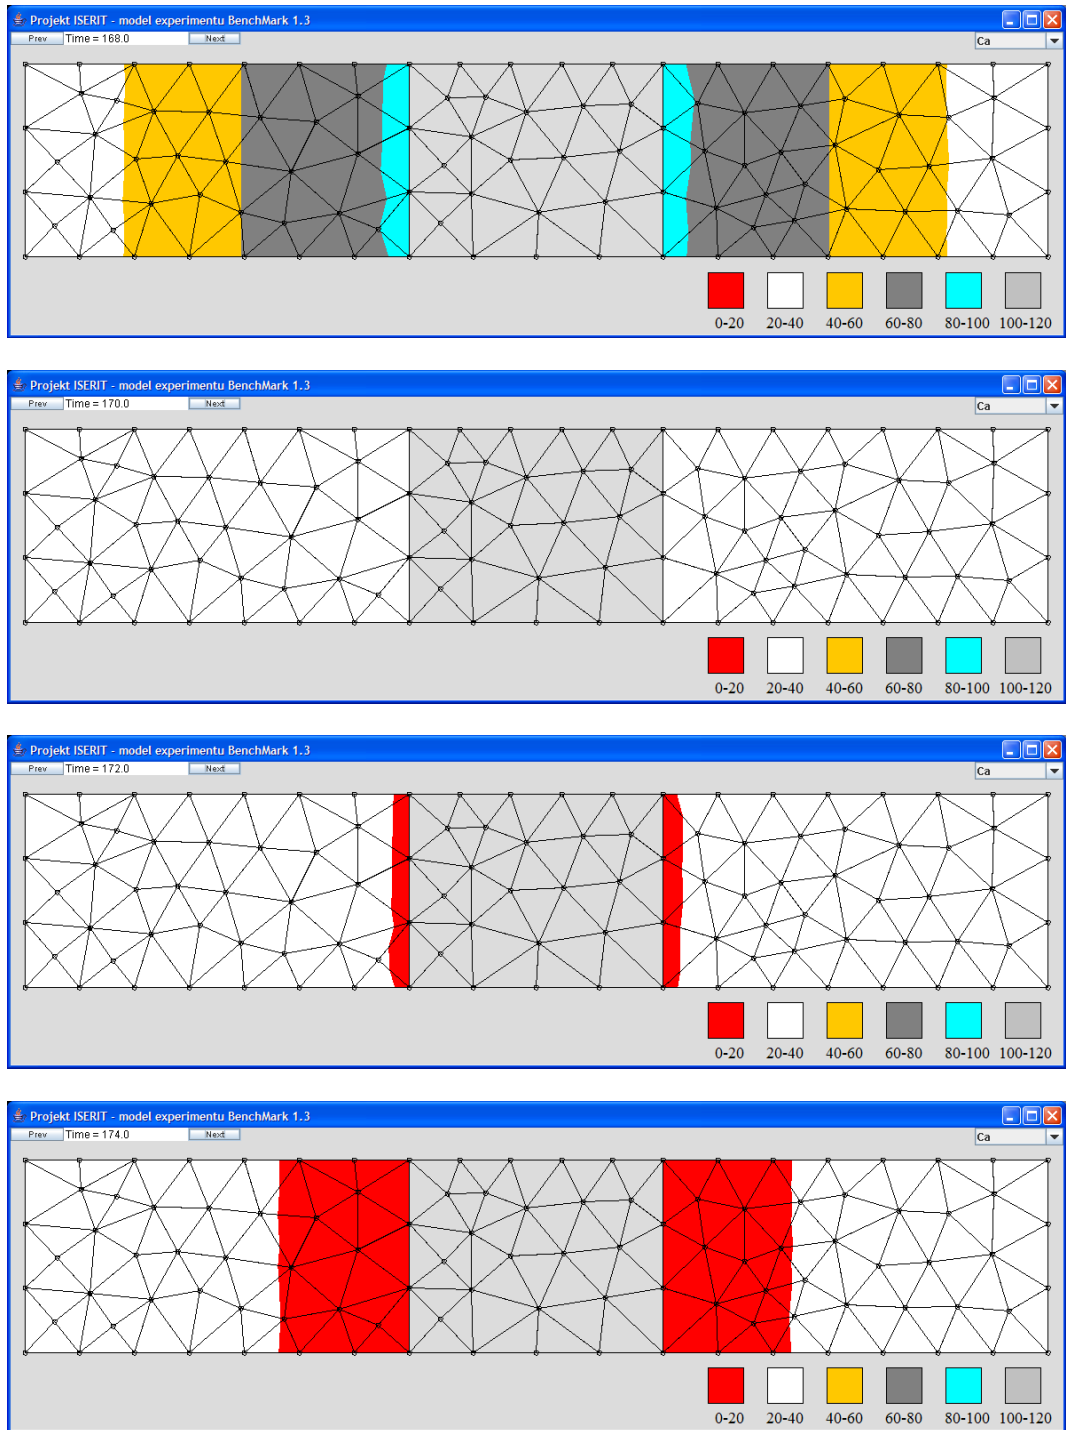 Projekt ISERIT - model experimentu BenchMark 1.3
Prev Time = 168.0 Next
Ca
0-20 20-40 40-60 60-80 80-100 100-120
Projekt ISERIT - model experimentu BenchMark 1.3
Prev Time = 170.0 Next
Ca
0-20 20-40 40-60 60-80 80-100 100-120
Projekt ISERIT - model experimentu BenchMark 1.3
Prev Time = 172.0 Next
Ca
0-20 20-40 40-60 60-80 80-100 100-120
Projekt ISERIT - model experimentu BenchMark 1.3
Prev Time = 174.0 Next
Ca
0-20 20-40 40-60 60-80 80-100 100-120